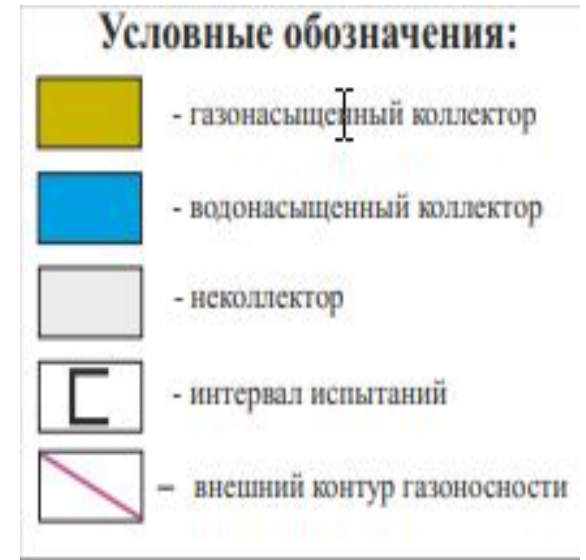 Условные обозначения:
- газонасыщенный коллектор
- водонасыщенный коллектор
- неколлектор
- интервал испытаний
– внешний контур газоносности